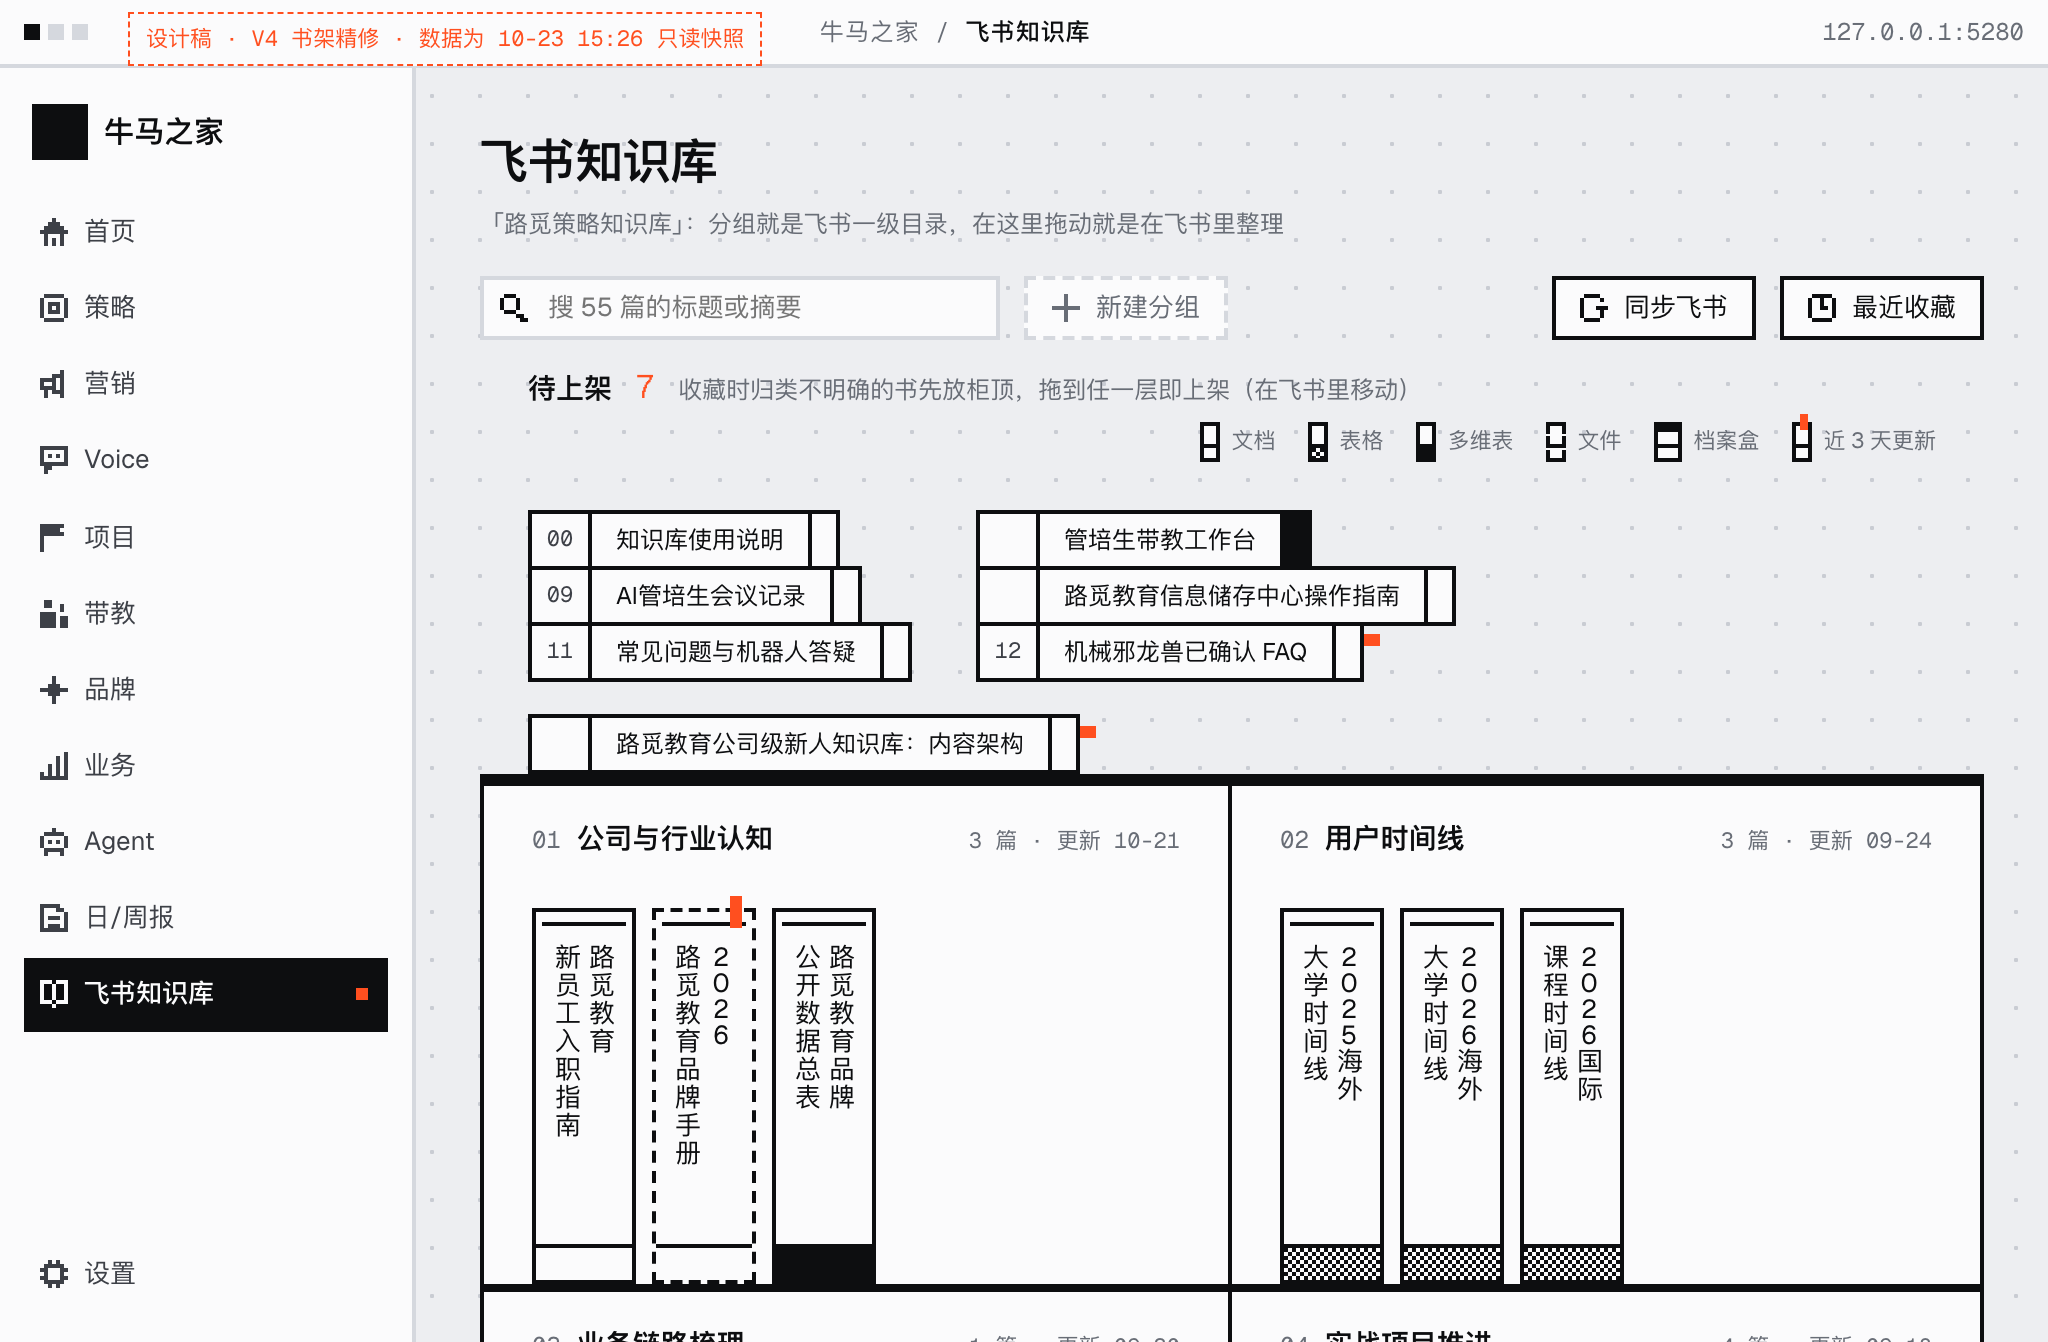 设计稿 · V4 书架精修 · 数据为 10-23 15:26 只读快照
牛马之家 / 飞书知识库
127.0.0.1:5280
牛马之家
首页
策略
营销
Voice
项目
带教
品牌
业务
Agent
日/周报
飞书知识库
设置
飞书知识库
「路觅策略知识库」：分组就是飞书一级目录，在这里拖动就是在飞书里整理
搜 55 篇的标题或摘要
新建分组
同步飞书
最近收藏
待上架 7 收藏时归类不明确的书先放柜顶，拖到任一层即上架（在飞书里移动）
文档 表格 多维表 文件 档案盒 近 3 天更新
00 知识库使用说明
09 AI管培生会议记录
11 常见问题与机器人答疑
管培生带教工作台
路觅教育信息储存中心操作指南
12 机械邪龙兽已确认 FAQ
路觅教育公司级新人知识库：内容架构
01 公司与行业认知 3 篇 · 更新 10-21
路觅教育
新员工入职指南
2026
路觅教育品牌手册
路觅教育品牌
公开数据总表
02 用户时间线 3 篇 · 更新 09-24
2025海外
大学时间线
2026海外
大学时间线
2026国际
课程时间线
03 业务链路梳理
04 实战项目推进